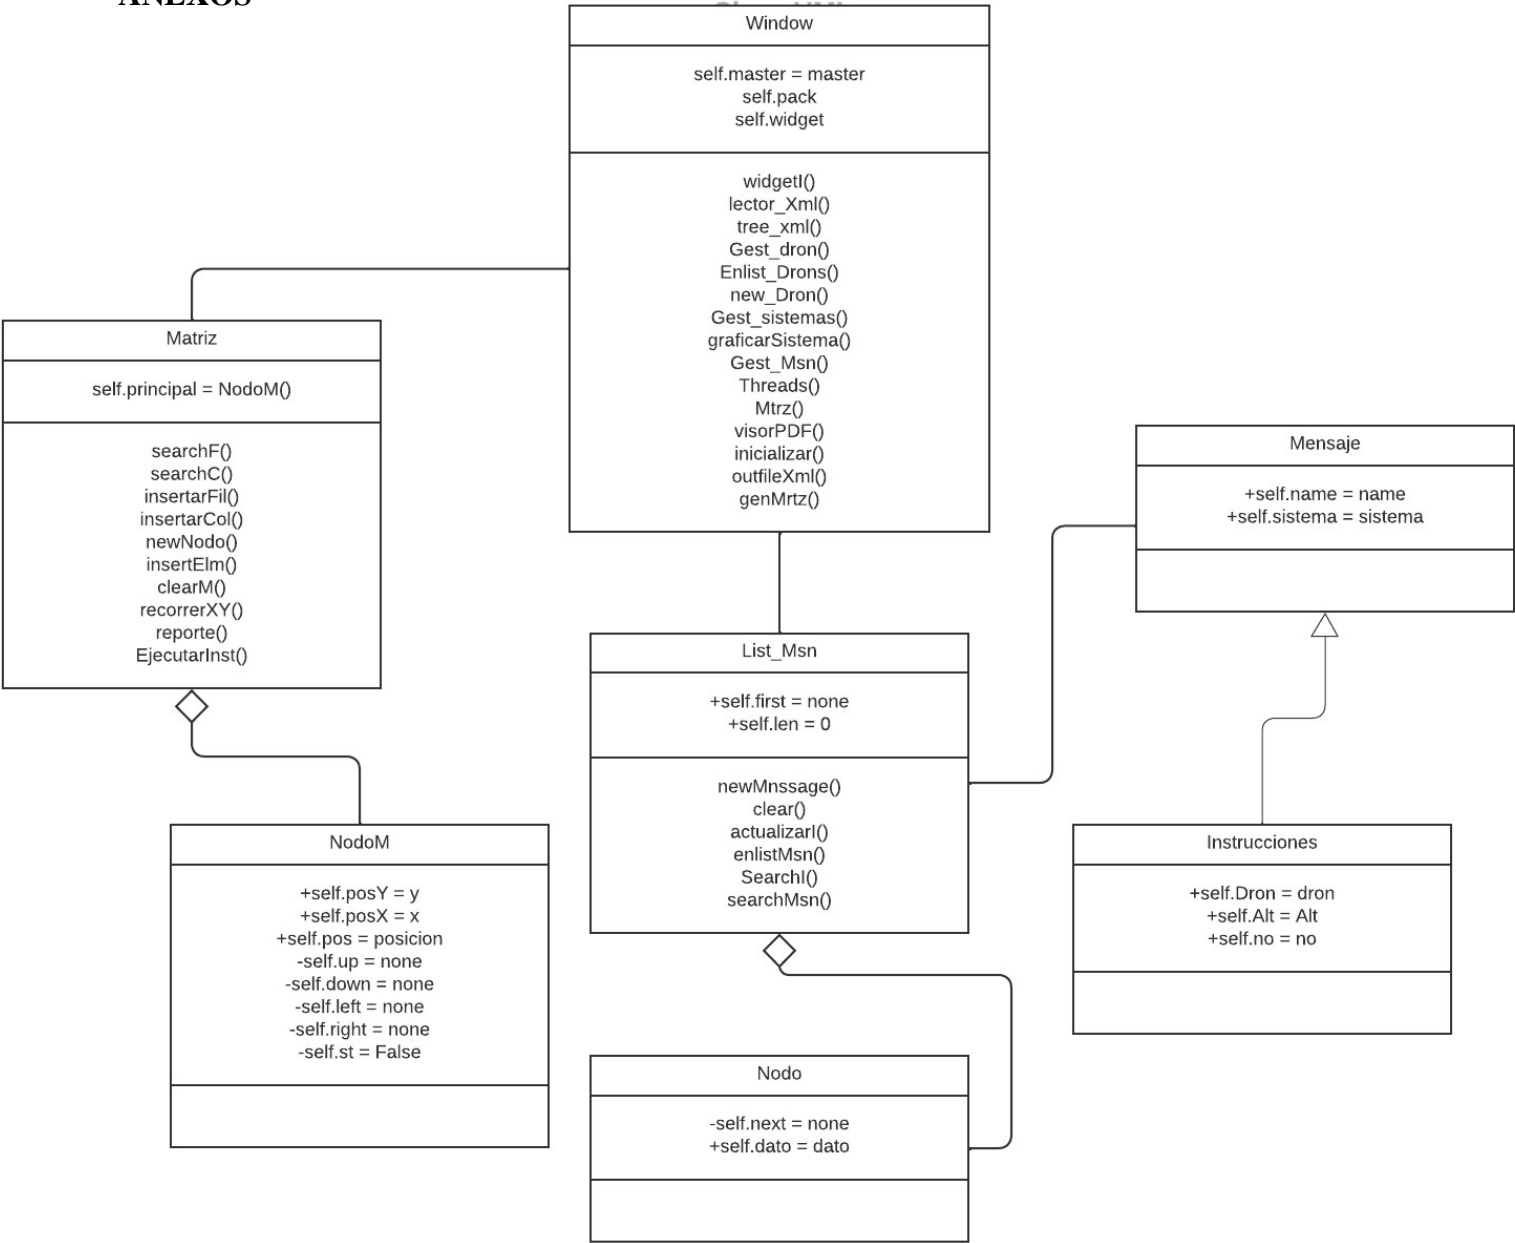 ANEXOS
Window
self.master = master
self.pack
self.widget
widgetI()
lector_Xml()
tree_xml()
Gest_dron()
Enlist_Drons()
new_Dron()
Gest_sistemas()
graficarSistema()
Gest_Msn()
Threads()
Mtrz()
visorPDF()
inicializar()
outfileXml()
genMrtz()
Matriz
self.principal = NodoM()
searchF()
searchC()
insertarFil()
insertarCol()
newNodo()
insertElm()
clearM()
recorrerXY()
reporte()
EjecutarInst()
Mensaje
+self.name = name
+self.sistema = sistema
List_Msn
+self.first = none
+self.len = 0
newMnssage()
clear()
actualizarI()
enlistMsn()
SearchI()
searchMsn()
NodoM
+self.posY = y
+self.posX = x
+self.pos = posicion
-self.up = none
-self.down = none
-self.left = none
-self.right = none
-self.st = False
Instrucciones
+self.Dron = dron
+self.Alt = Alt
+self.no = no
Nodo
-self.next = none
+self.dato = dato